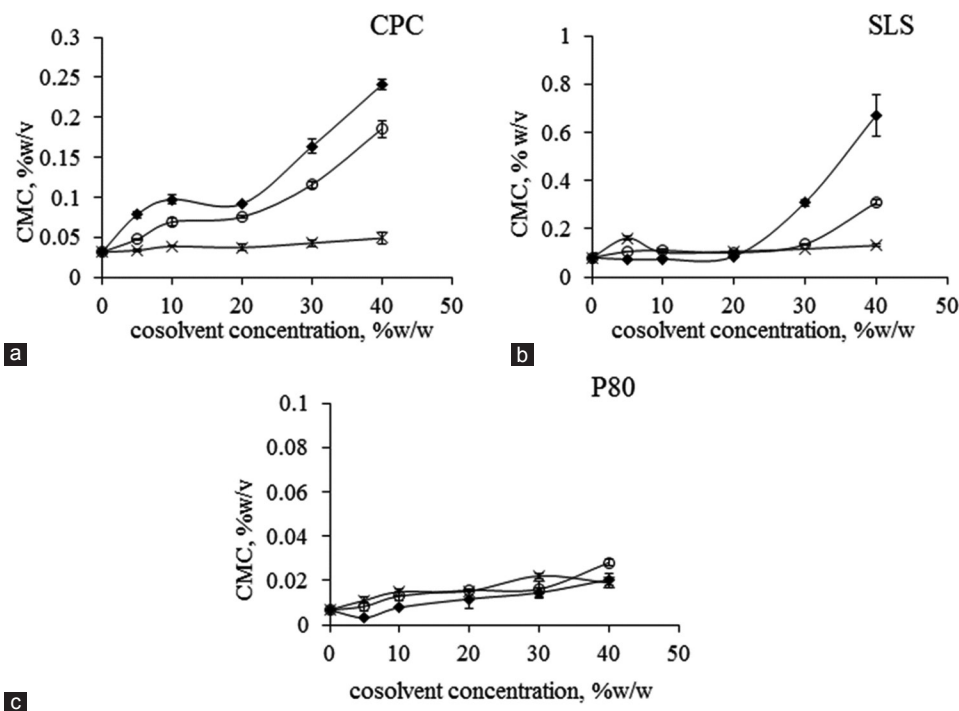 CPC
0.3
0.25
0.2
0.15
0.1
0.05
0
CMC, %w/v
0 10 20 30 40 50
cosolvent concentration, %w/w
a
SLS
1
0.8
0.6
0.4
0.2
0
CMC, % w/v
0 10 20 30 40 50
cosolvent concentration, %w/w
b
P80
0.1
0.08
0.06
0.04
0.02
0
CMC, %w/v
0 10 20 30 40 50
cosolvent concentration, %w/w
c